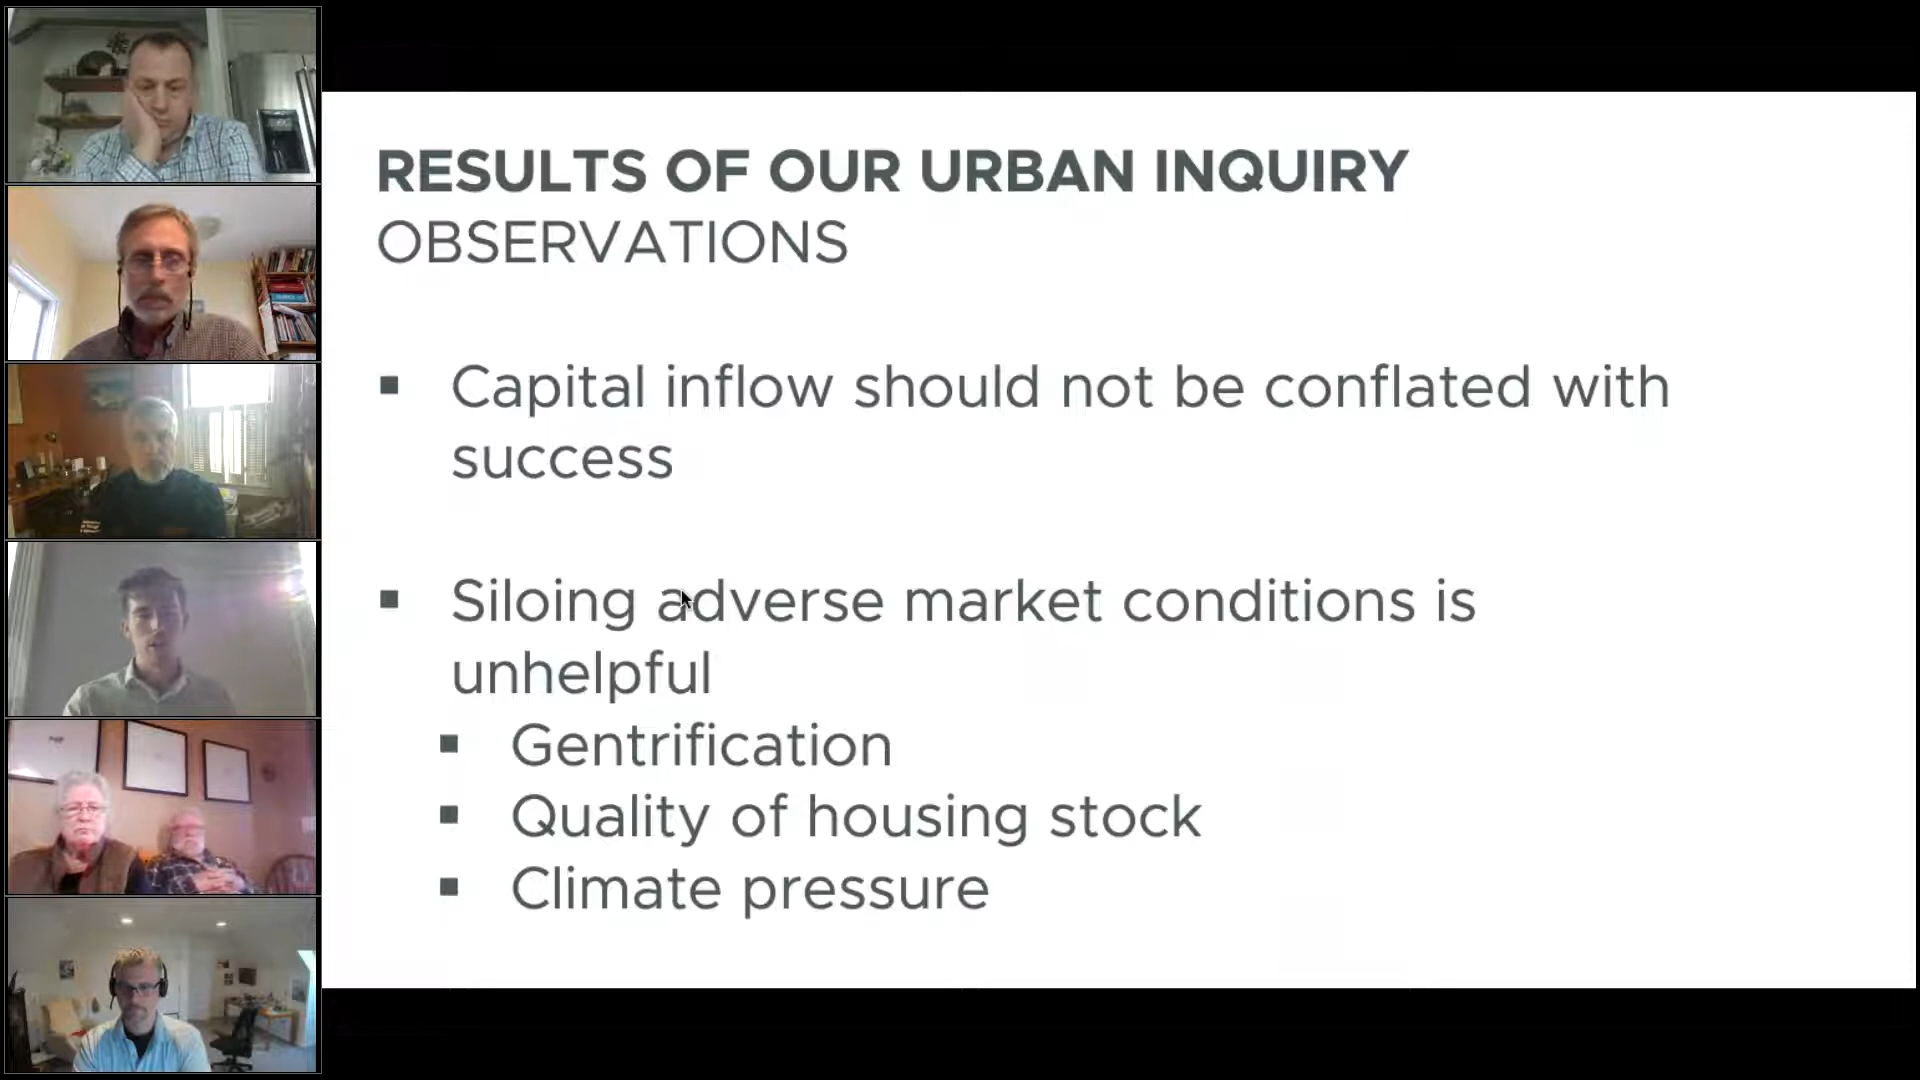 RESULTS OF OUR URBAN INQUIRY
OBSERVATIONS
▪ Capital inflow should not be conflated with
success
▪ Siloing adverse market conditions is
unhelpful
▪ Gentrification
▪ Quality of housing stock
▪ Climate pressure